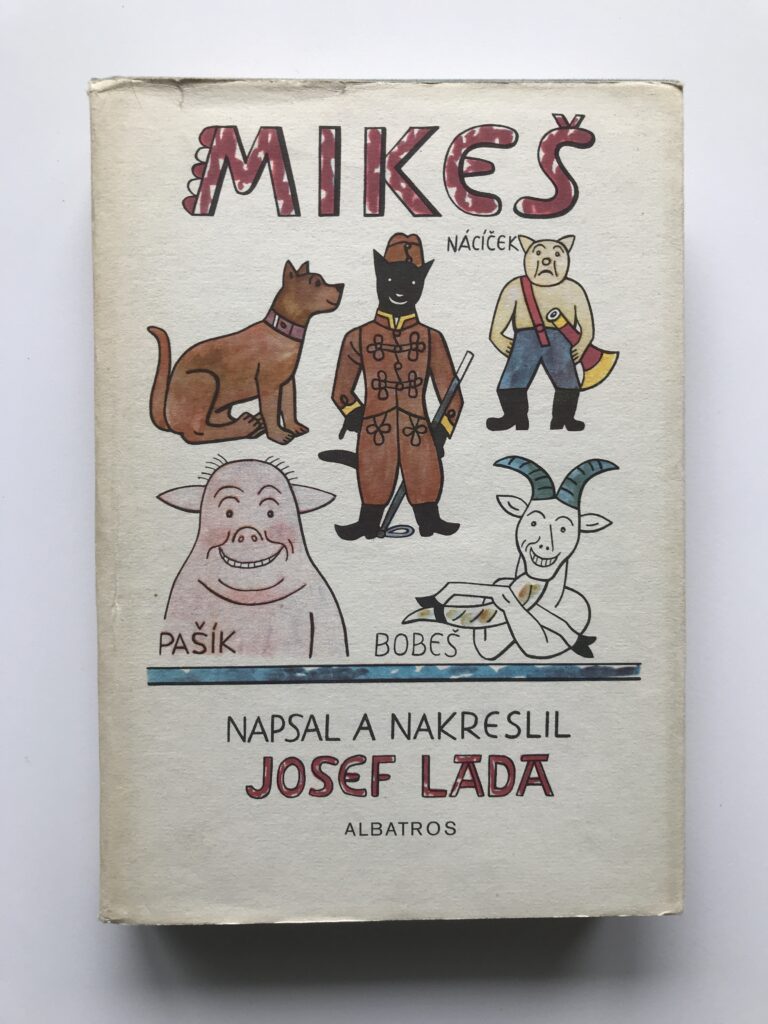 MIKEŠ
NÁCÍČEK
PAŠÍK
BOBEŠ
NAPSAL A NAKRESLIL
JOSEF LADA
ALBATROS